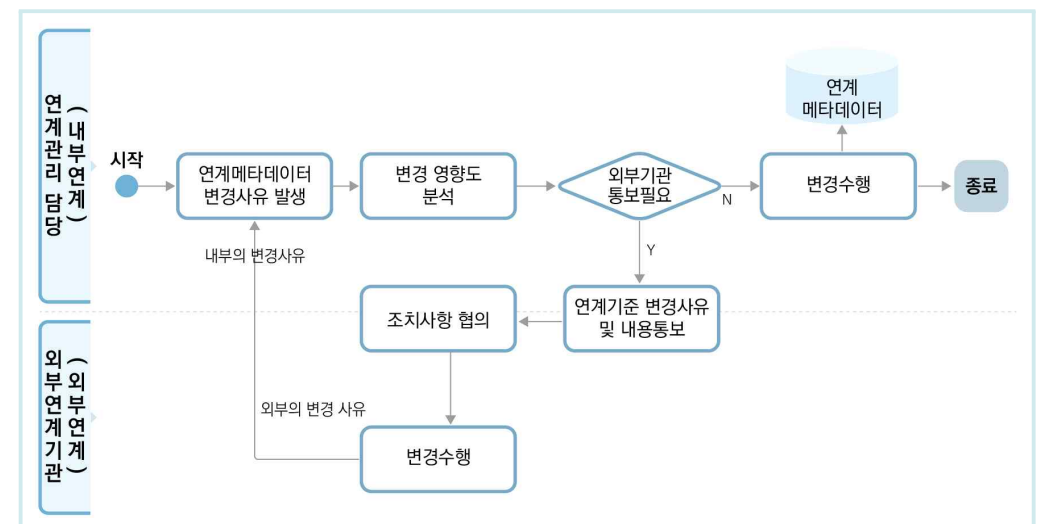 연계관리 담당
(내부연계)
시작
연계메타데이터
변경사유 발생
변경 영향도
분석
외부기관
통보필요
N
변경수행
연계
메타데이터
종료
내부의 변경사유
Y
연계기준 변경사유
및 내용통보
조치사항 협의
외부연계기관
(외부연계)
외부의 변경 사유
변경수행